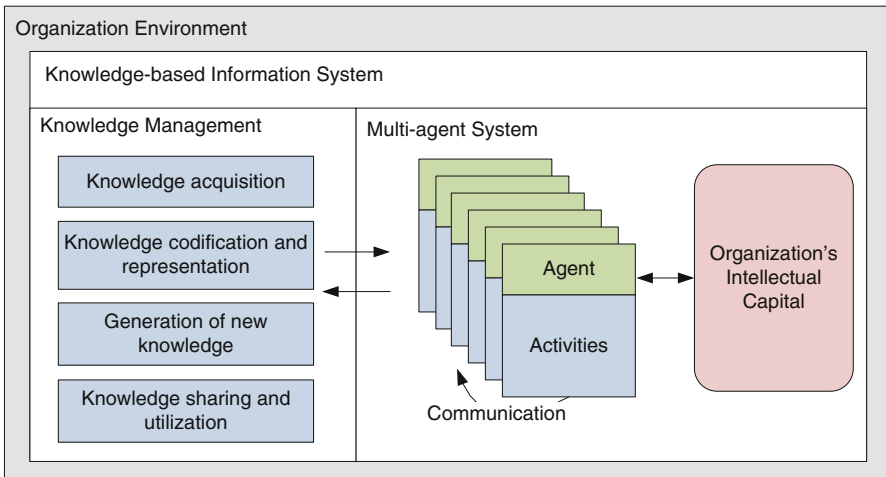 Organization Environment
Knowledge-based Information System
Knowledge Management
Knowledge acquisition
Knowledge codification and
representation
Generation of new
knowledge
Knowledge sharing and
utilization
Multi-agent System
Agent
Activities
Communication
Organization's
Intellectual
Capital